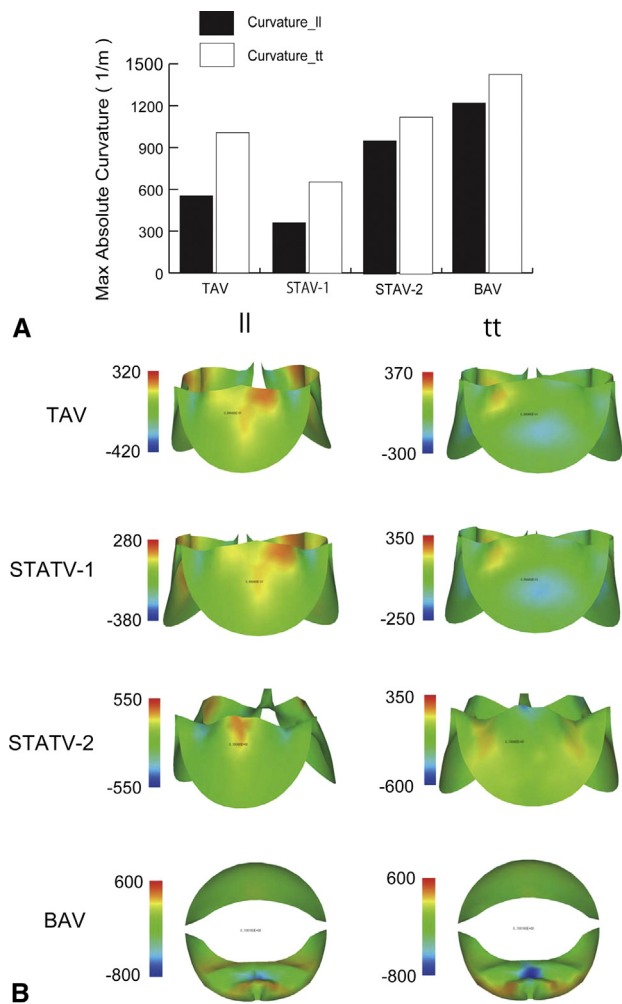 Curvature_ll
Curvature_tt
Max Absolute Curvature ( 1/m )
1500
1200
900
600
300
0
TAV STAV-1 STAV-2 BAV
A
ll tt
TAV
320
-420
370
-300
STATV-1
280
-380
350
-250
STATV-2
550
-550
350
-600
BAV
600
-800
600
-800
B